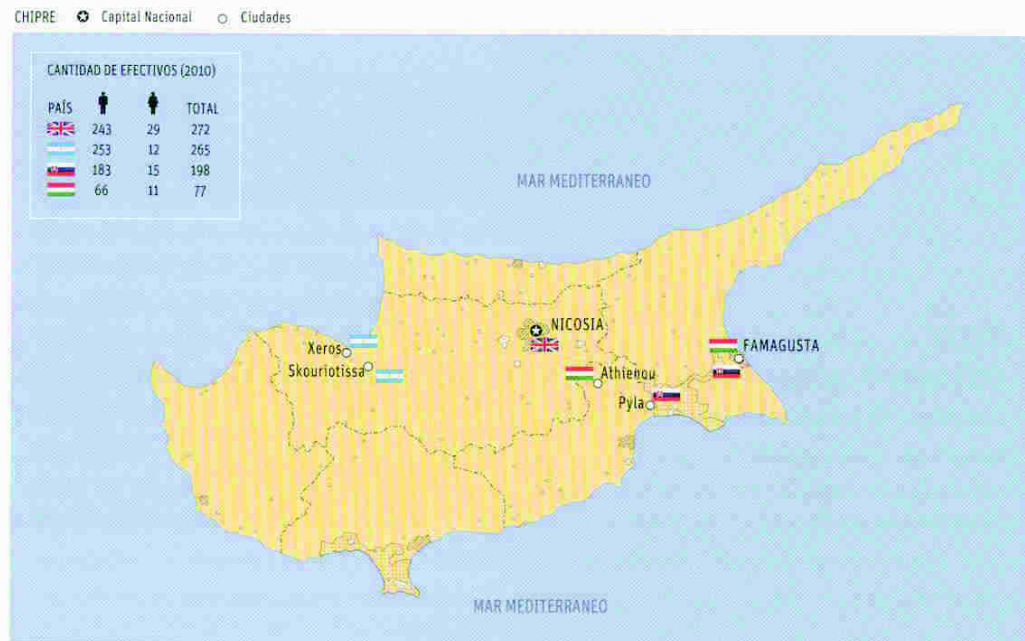 CHIPRE Capital Nacional Ciudades
CANTIDAD DE EFECTIVOS (2010)
PAÍS TOTAL
243 29 272
253 12 265
183 15 198
66 11 77
MAR MEDITERRANEO
NICOSIA
Xeros
FAMAGUSTA
Skouriotissa
Athienou
Pyla
MAR MEDITERRANEO